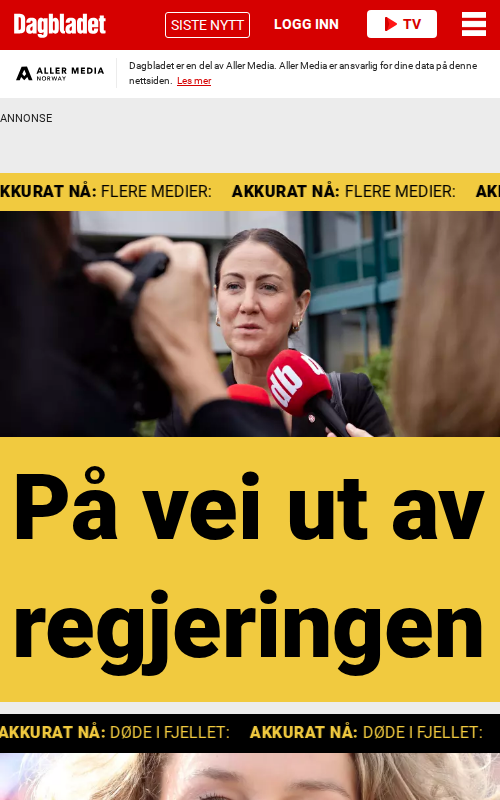 Dagbladet
SISTE NYTT
LOGG INN
TV
ALLER MEDIA
NORWAY
Dagbladet er en del av Aller Media. Aller Media er ansvarlig for dine data på denne
nettsiden. Les mer
ANNONSE
KKURAT NÅ: FLERE MEDIER: AKKURAT NÅ: FLERE MEDIER: AK
db
På vei ut av
regjeringen
AKKURAT NÅ: DØDE I FJELLET: AKKURAT NÅ: DØDE I FJELLET: